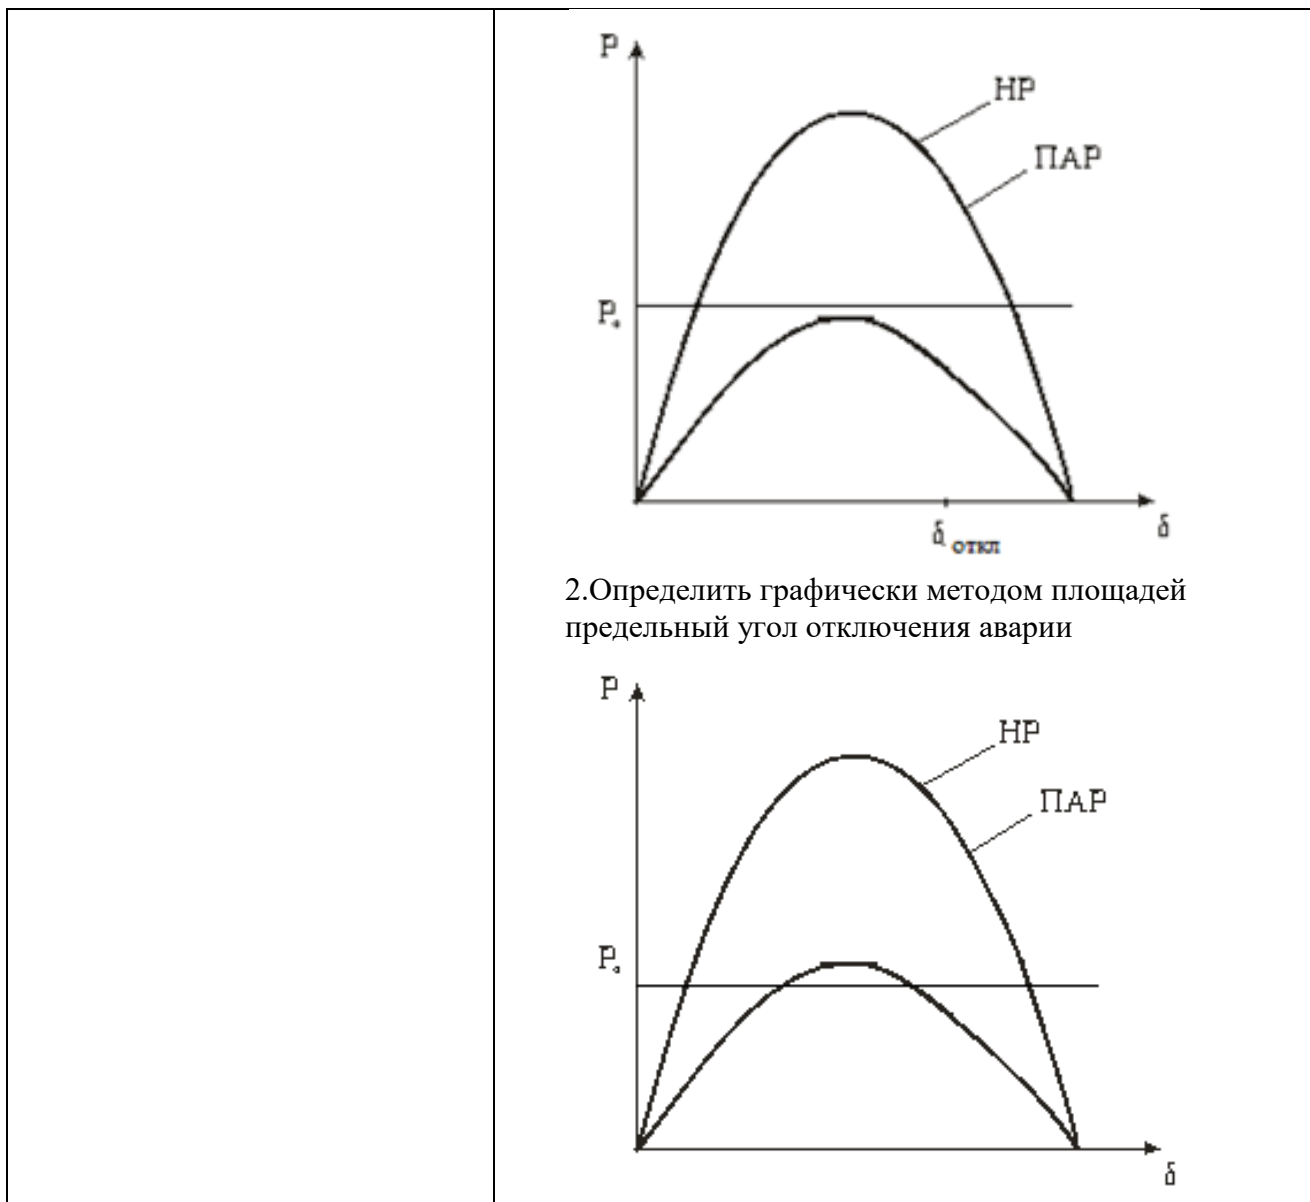 P
НР
ПАР
P₀
δ откл
δ
2.Определить графически методом площадей
предельный угол отключения аварии
P
НР
ПАР
P₀
δ